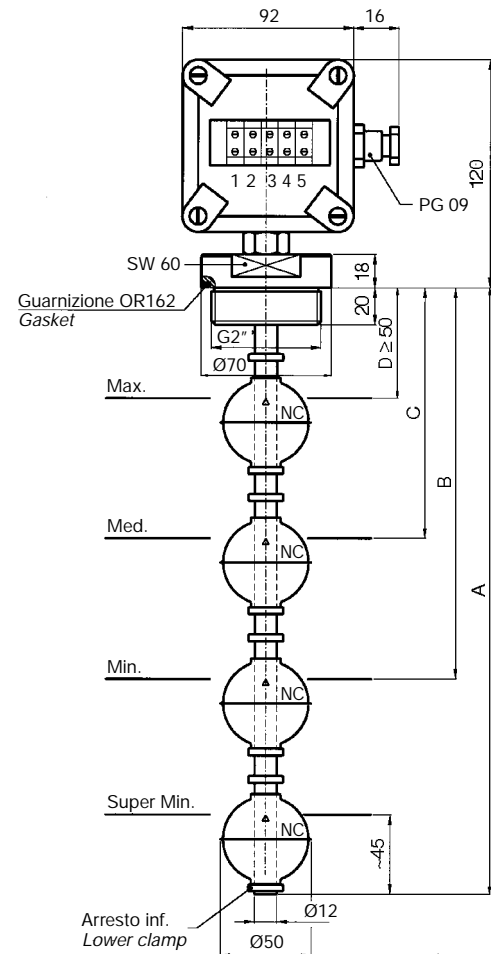 92
16
120
1 2 3 4 5
PG 09
SW 60
18
Guarnizione OR162
Gasket
20
G2"
D ≥ 50
Ø70
Max.
NC
C
B
Med.
NC
A
Min.
NC
Super Min.
NC
~45
Arresto inf.
Lower clamp
Ø12
Ø50